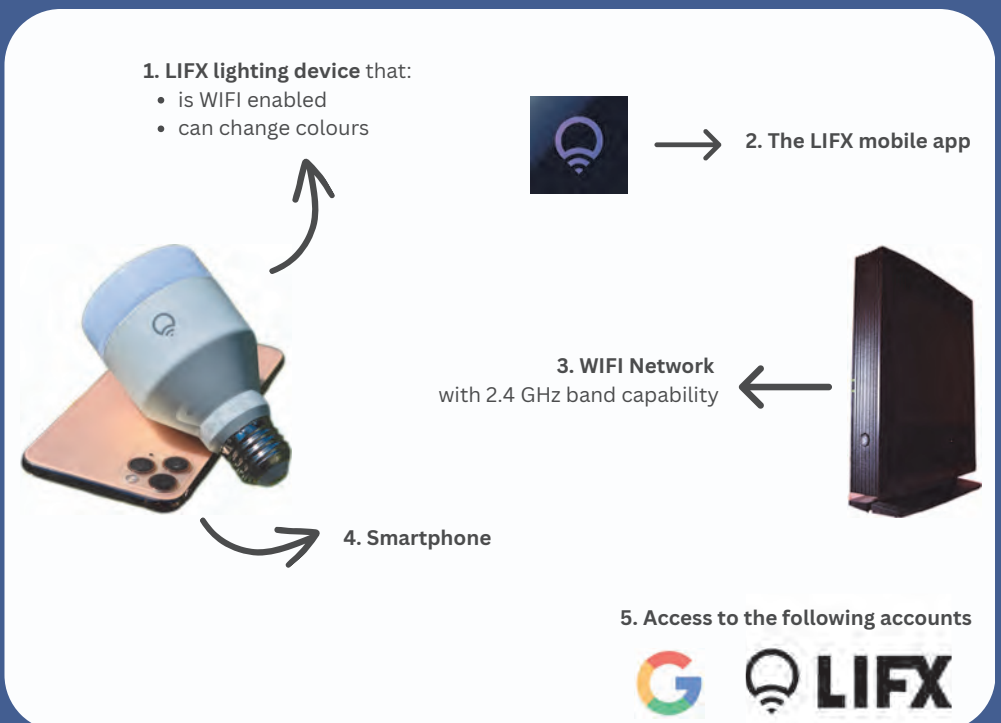 1. LIFX lighting device that:
• is WIFI enabled
• can change colours
2. The LIFX mobile app
3. WIFI Network
with 2.4 GHz band capability
4. Smartphone
5. Access to the following accounts
G LIFX